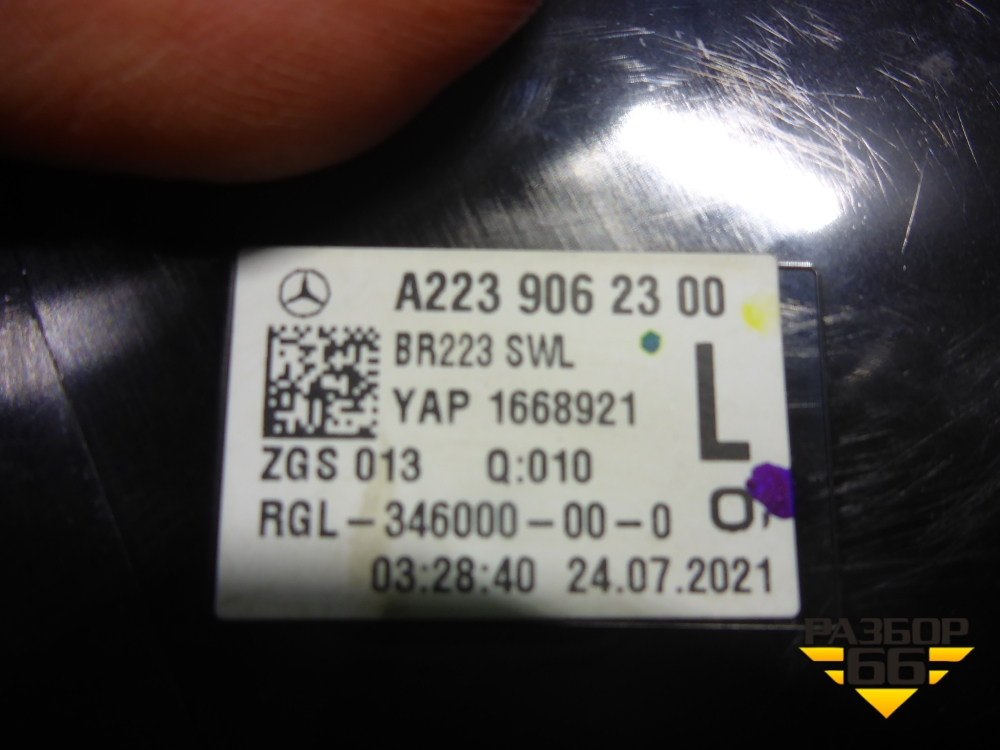 A223 906 23 00
BR223 SWL
YAP 1668921
L
ZGS 013 Q:010
RGL-346000-00-0
03:28:40 24.07.2021
РАЗБОР
66